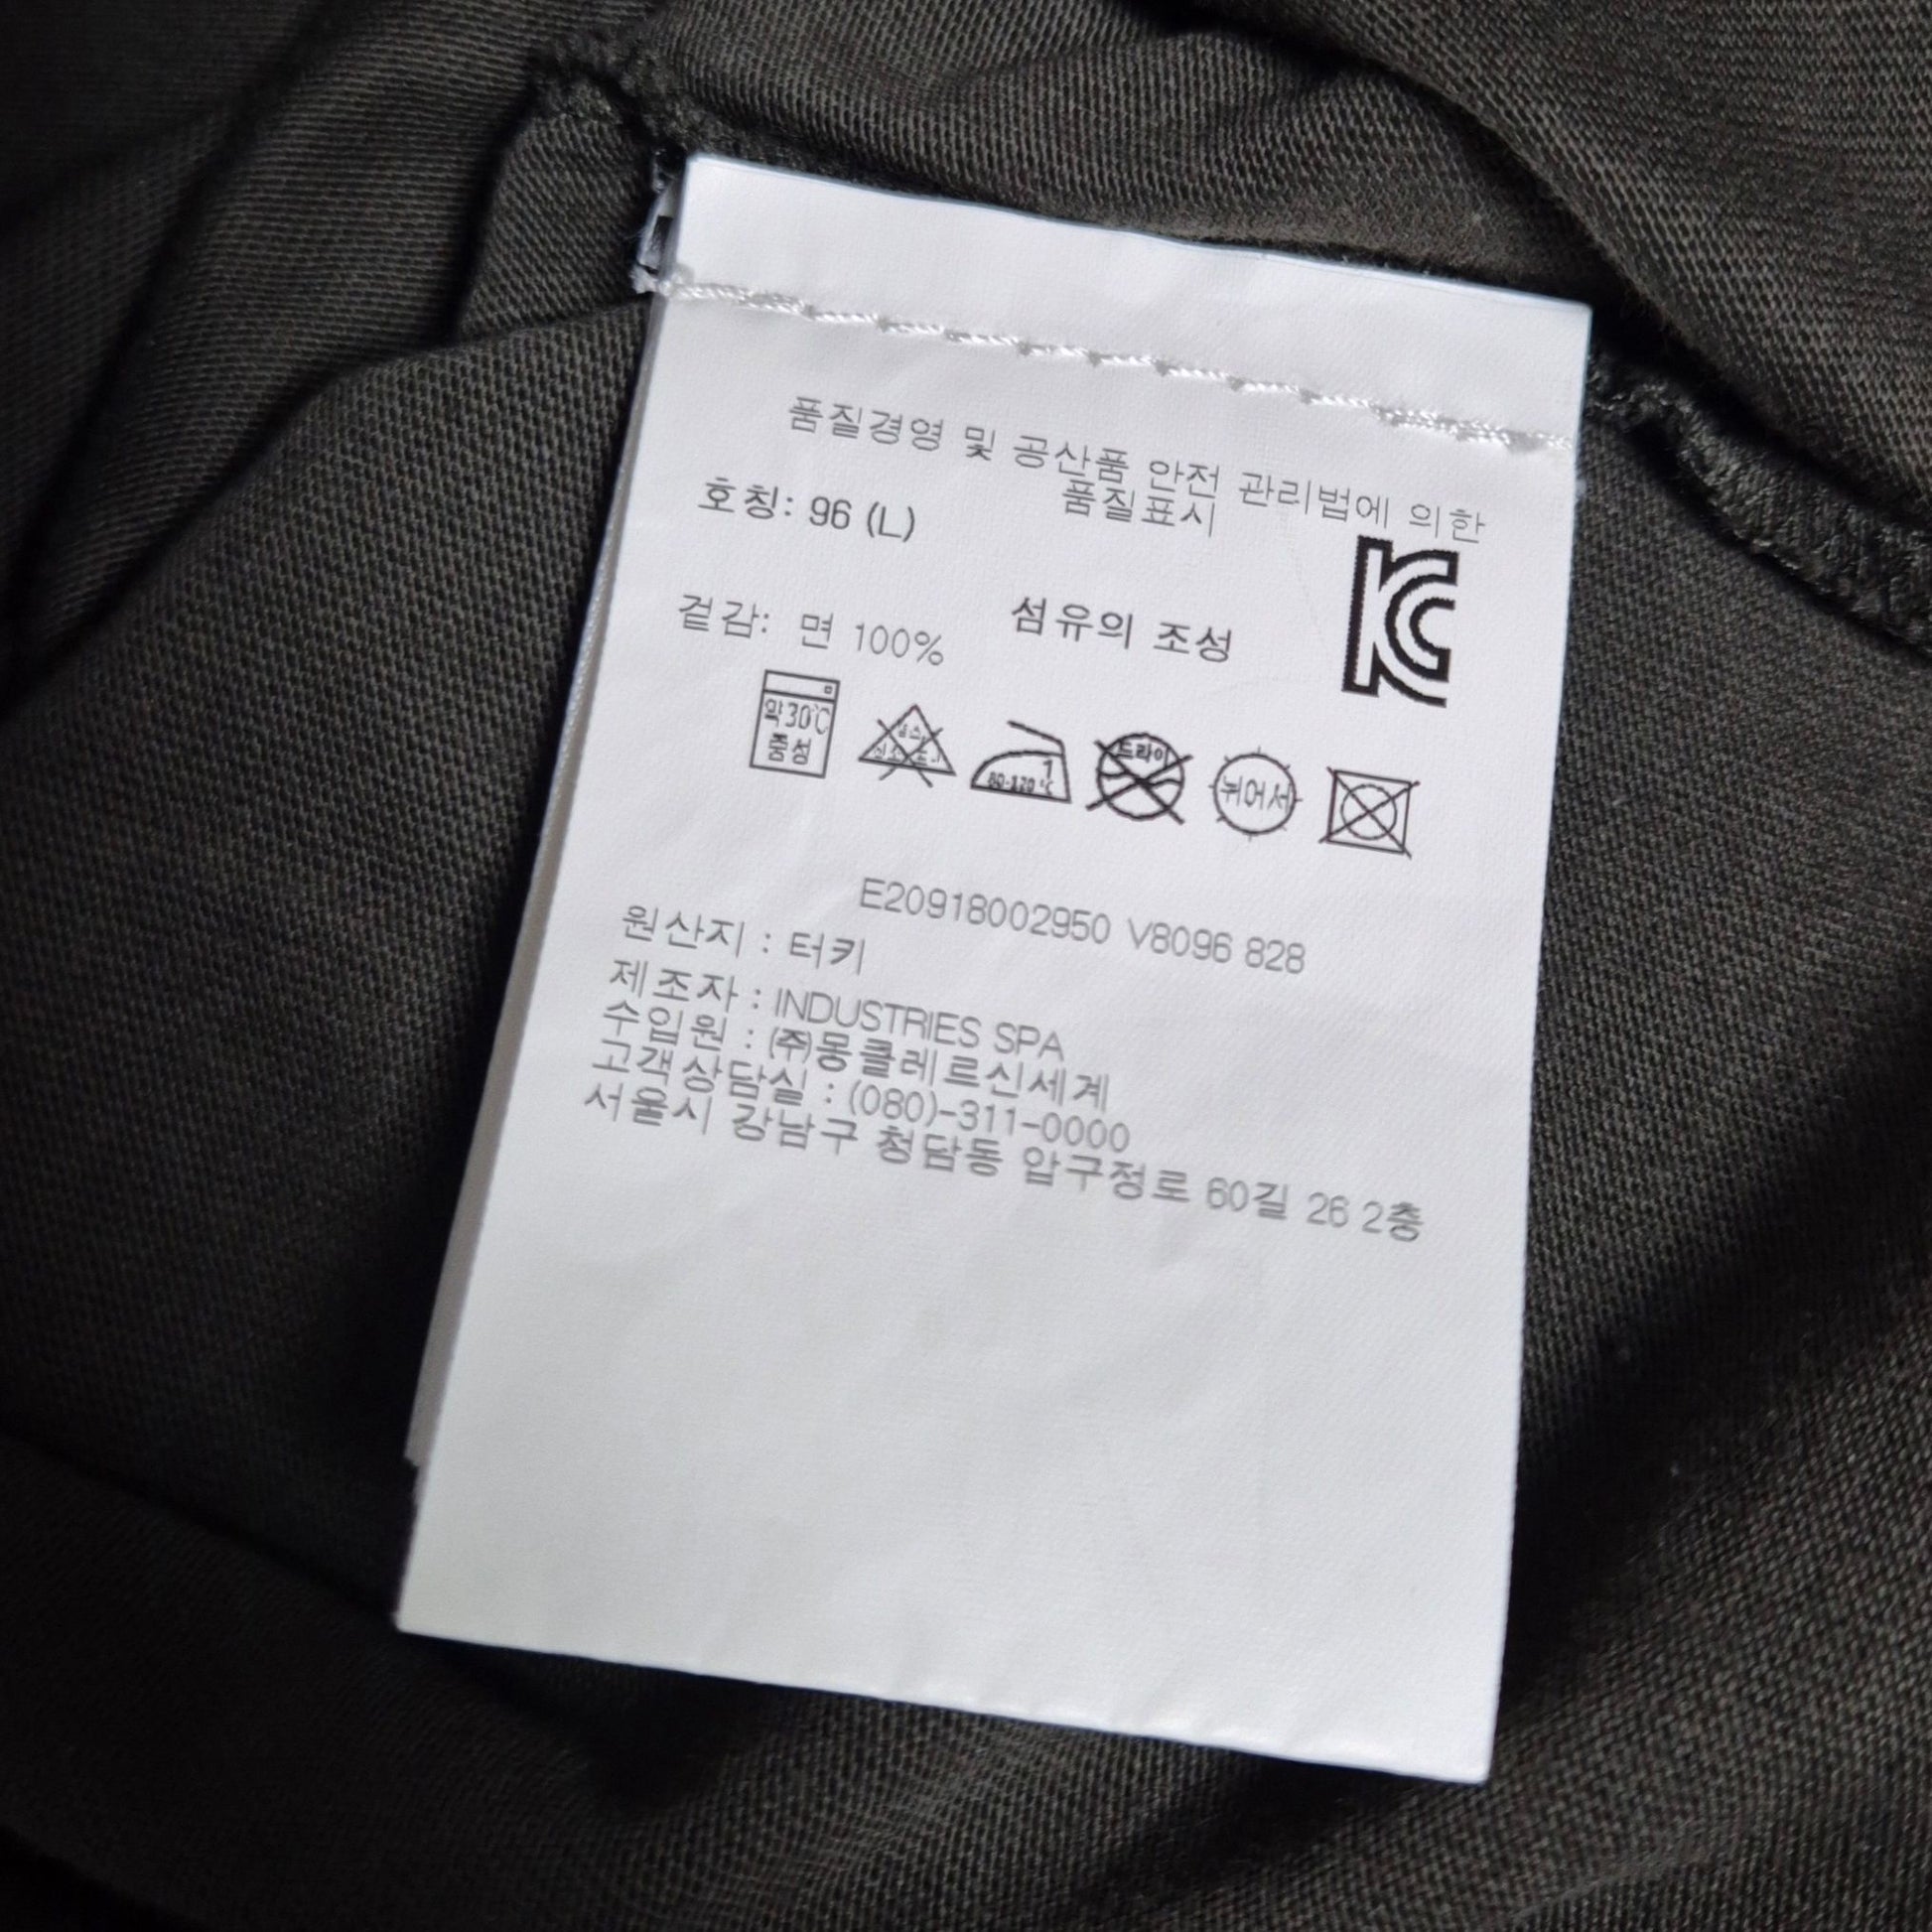 품질경영 및 공산품 안전 관리법에 의한
품질표시
호칭: 96 (L)
섬유의 조성
겉감: 면 100%
약30℃
중성
1
80-120℃
드라이
뉘어서
E20918002950 V8096 828
원산지 : 터키
제조자 : INDUSTRIES SPA
수입원 : (주)몽클레르신세계
고객상담실 : (080)-311-0000
서울시 강남구 청담동 압구정로 60길 26 2층